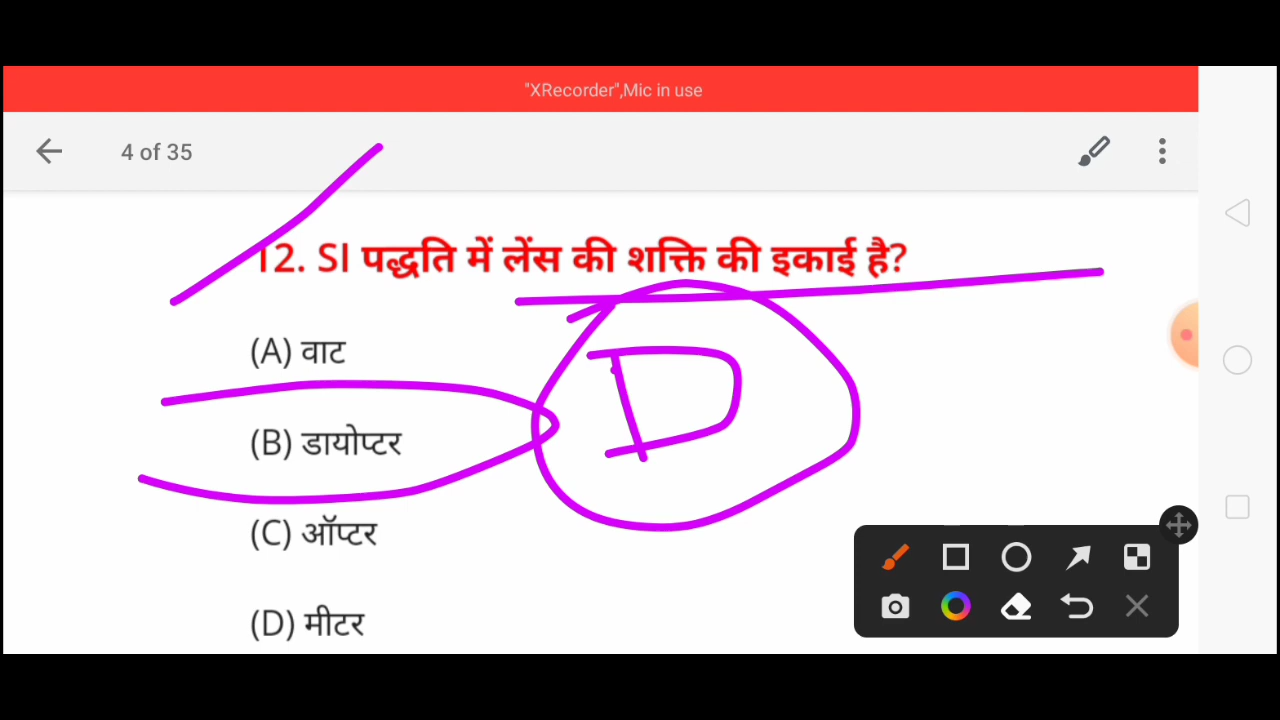 "XRecorder",Mic in use
4 of 35
12. SI पद्धति में लेंस की शक्ति की इकाई है?
(A) वाट
D
(B) डायोप्टर
(C) ऑप्टर
(D) मीटर